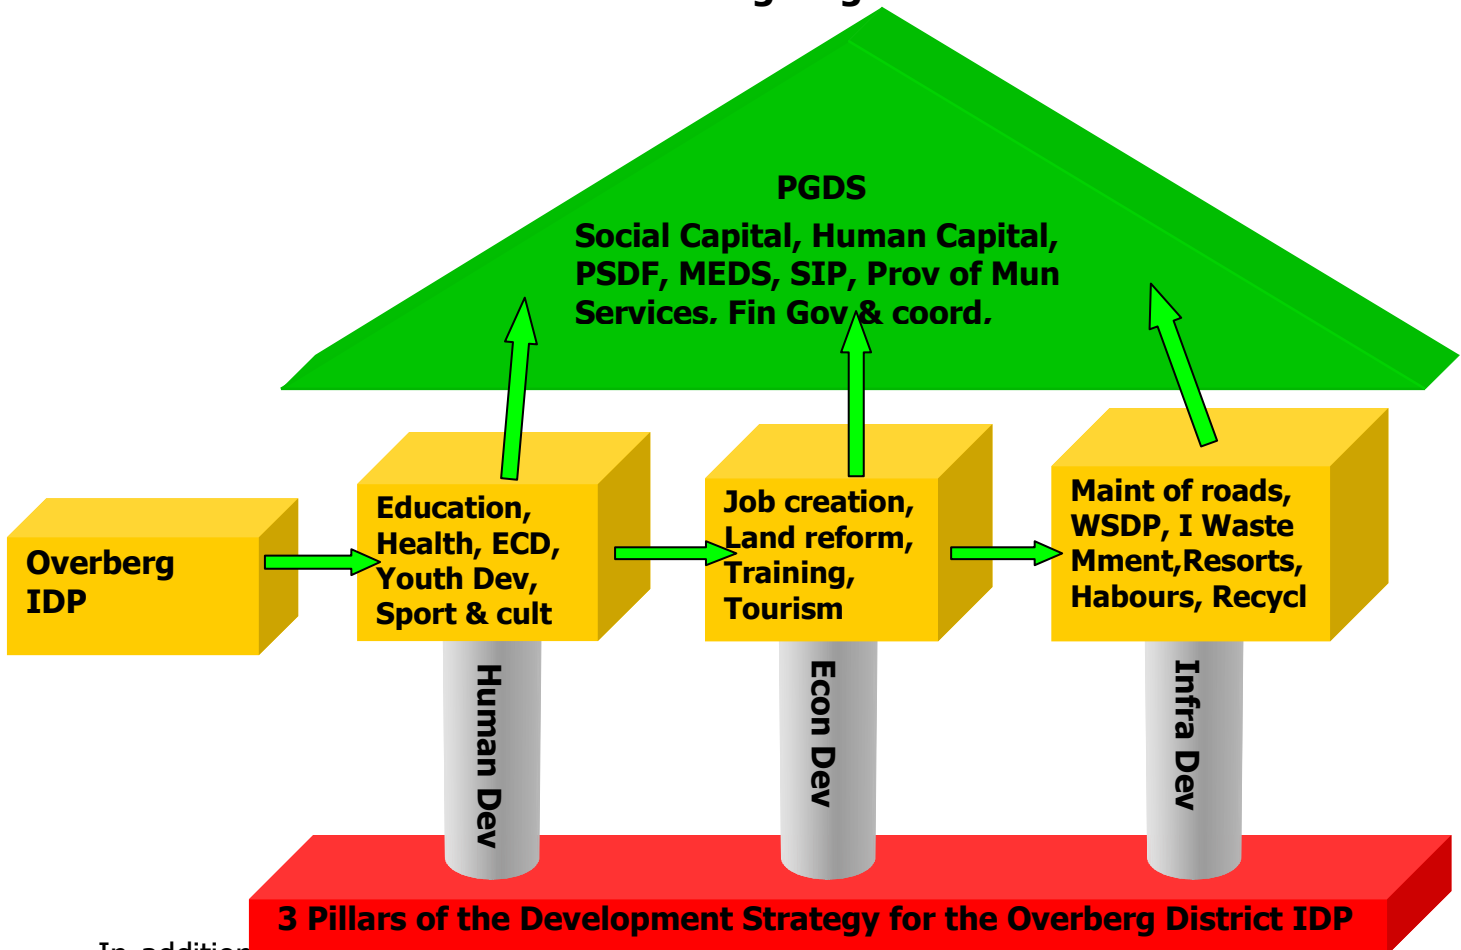 PGDS
Social Capital, Human Capital,
PSDF, MEDS, SIP, Prov of Mun
Services, Fin Gov & coord,
Overberg
IDP
Education,
Health, ECD,
Youth Dev,
Sport & cult
Job creation,
Land reform,
Training,
Tourism
Maint of roads,
WSDP, I Waste
Mment,Resorts,
Habours, Recycl
Human Dev
Econ Dev
Infra Dev
3 Pillars of the Development Strategy for the Overberg District IDP
In addition